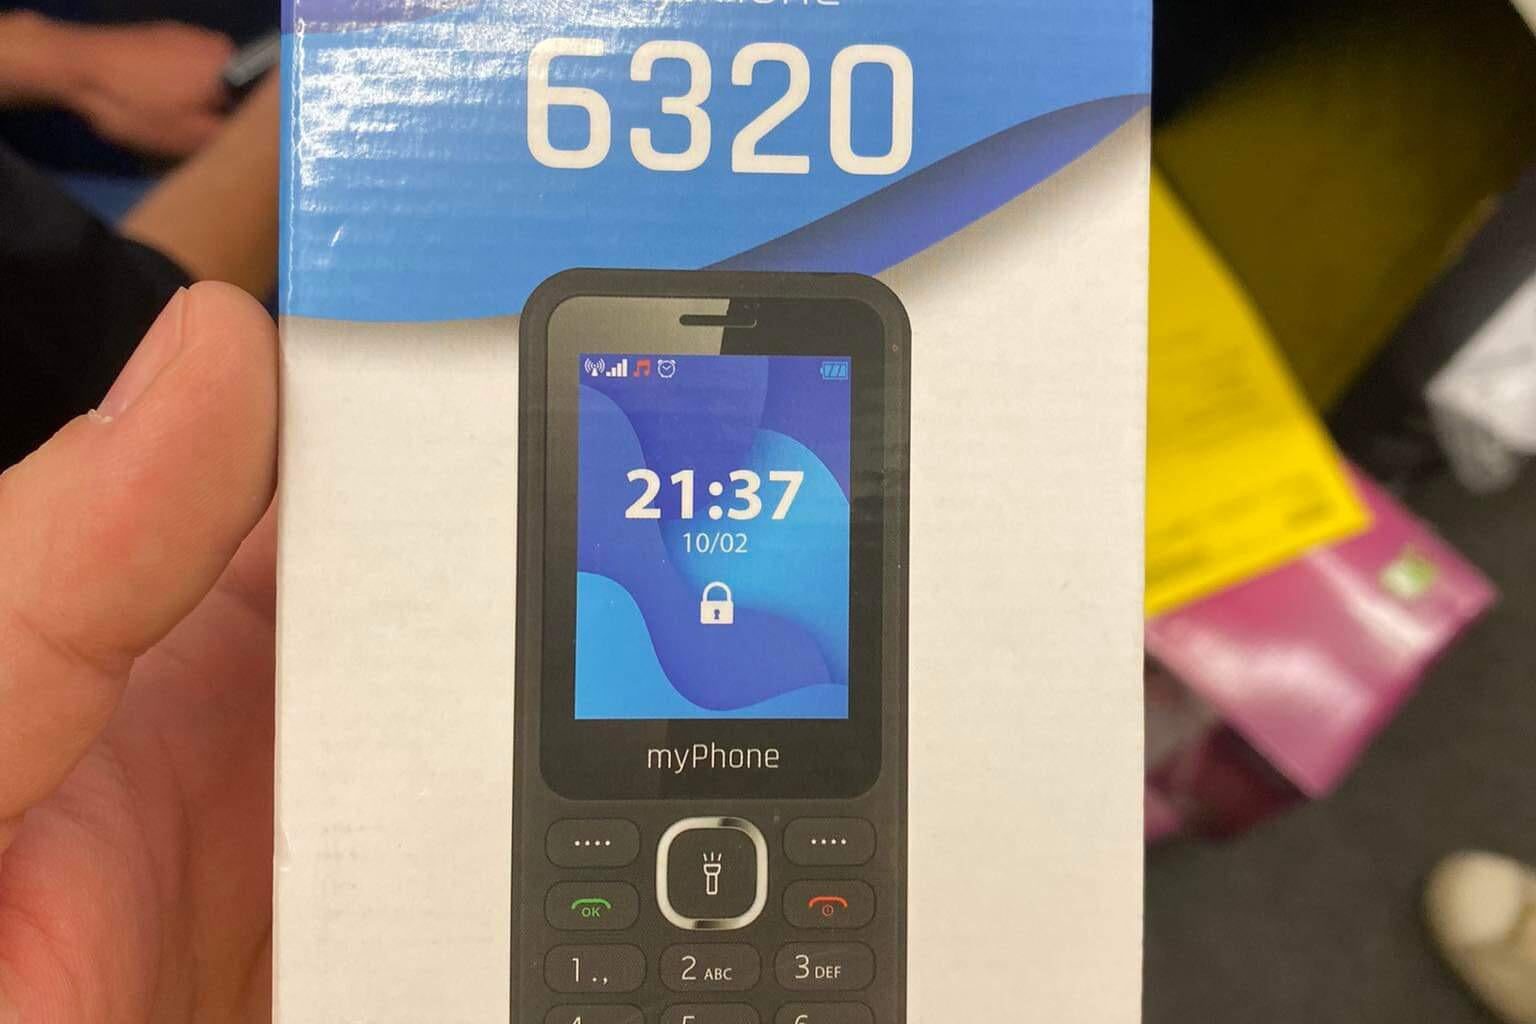 6320
21:37
10/02
myPhone
OK
1.,
2 ABC
3 DEF